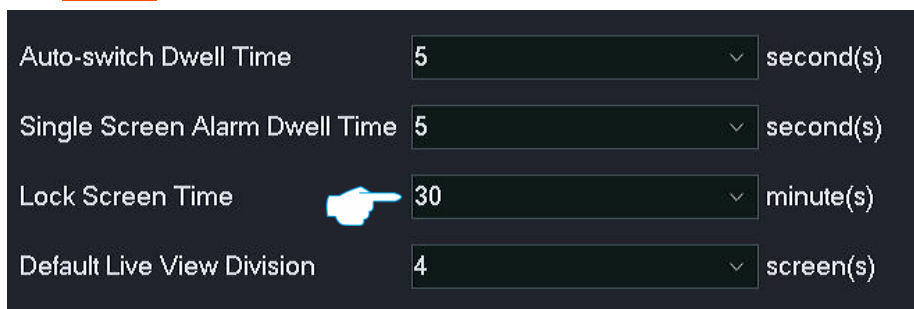 Auto-switch Dwell Time 5 second(s)
Single Screen Alarm Dwell Time 5 second(s)
Lock Screen Time 30 minute(s)
Default Live View Division 4 screen(s)